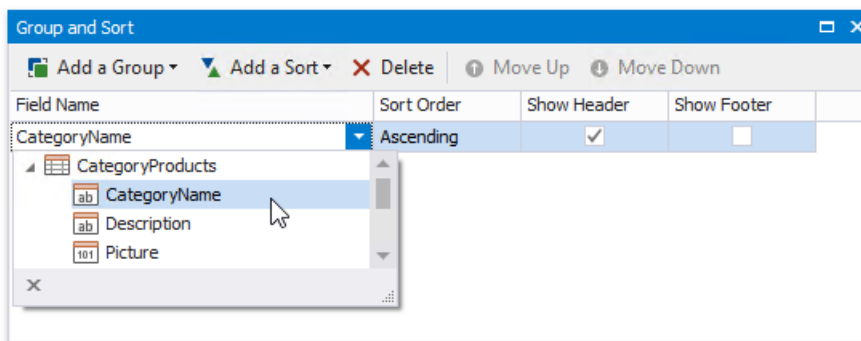 Group and Sort
Add a Group Add a Sort Delete Move Up Move Down
Field Name Sort Order Show Header Show Footer
CategoryName Ascending
CategoryProducts
ab CategoryName
ab Description
101 Picture